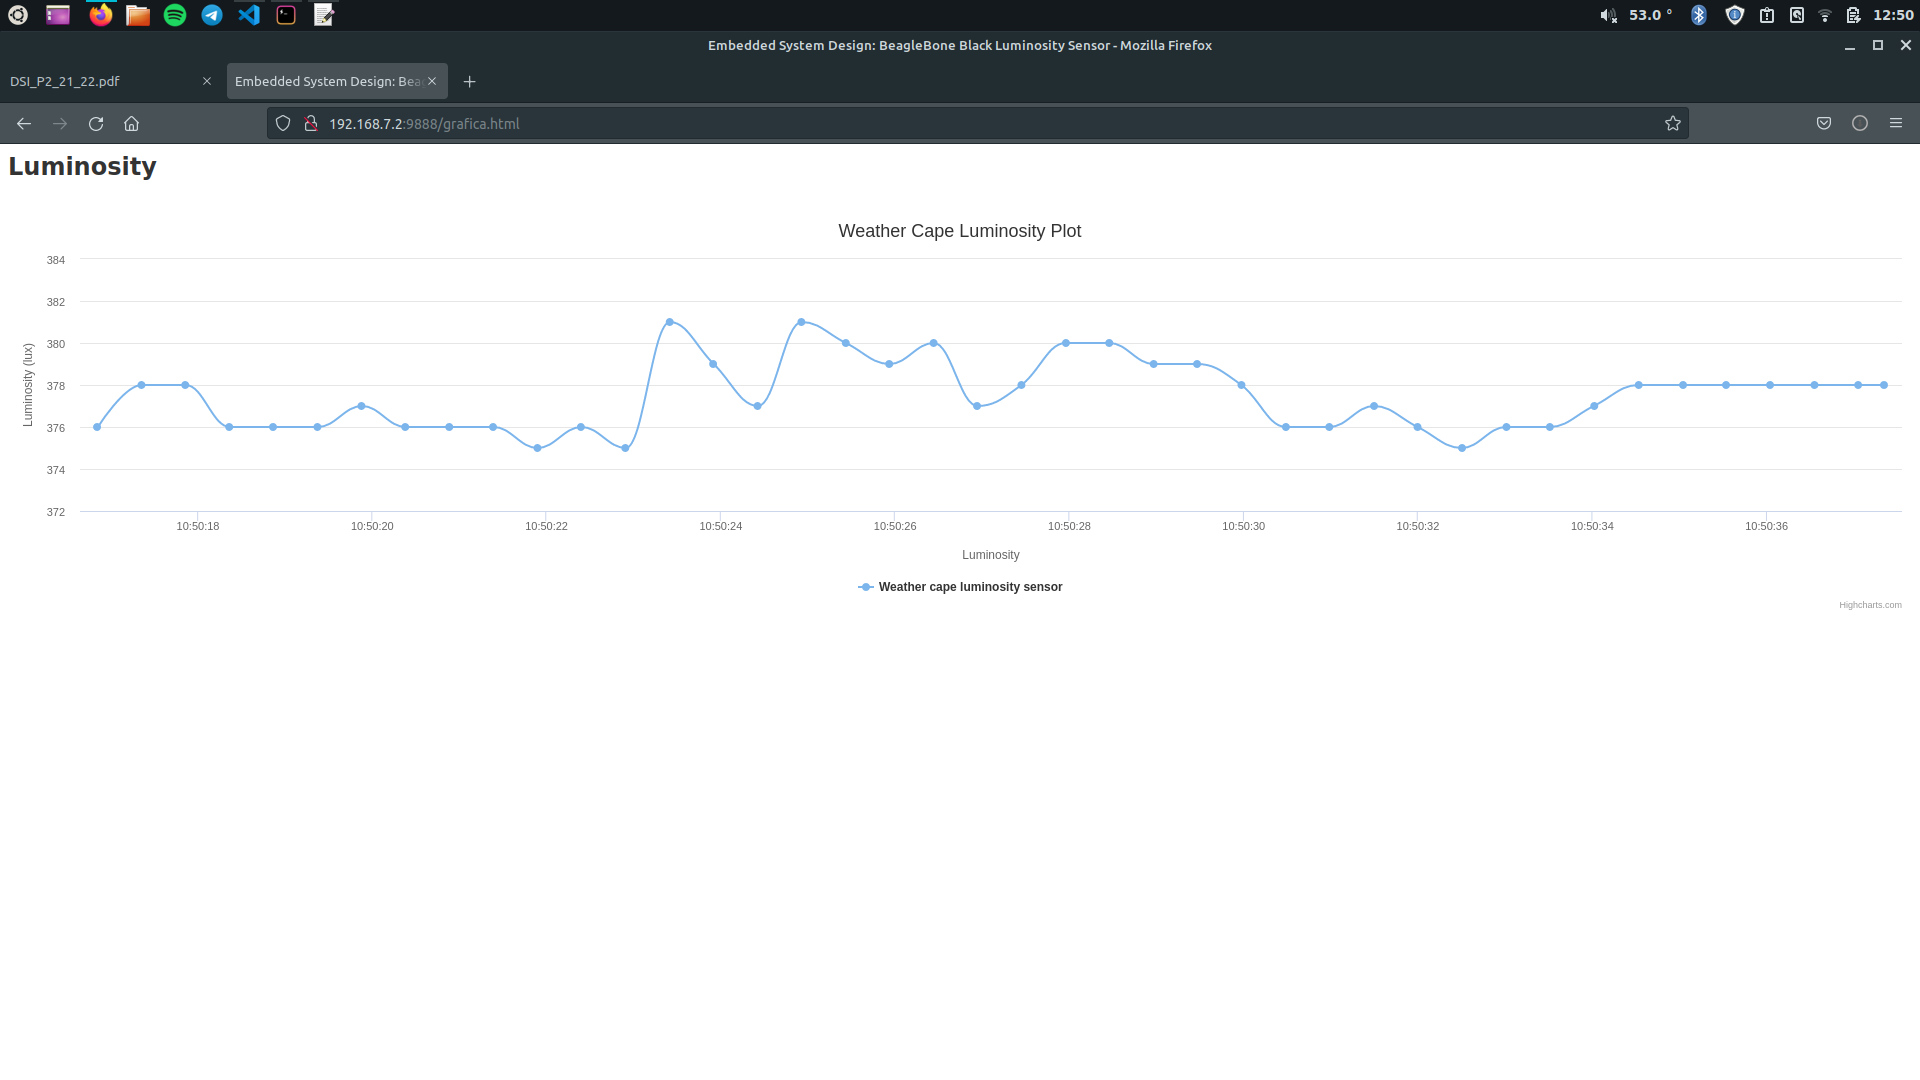 53.0 ° 12:50
Embedded System Design: BeagleBone Black Luminosity Sensor - Mozilla Firefox
DSI_P2_21_22.pdf
Embedded System Design: Bea
192.168.7.2:9888/grafica.html
Luminosity
Weather Cape Luminosity Plot
384
382
380
378
376
374
372
Luminosity (lux)
10:50:18 10:50:20 10:50:22 10:50:24 10:50:26 10:50:28 10:50:30 10:50:32 10:50:34 10:50:36
Luminosity
Weather cape luminosity sensor
Highcharts.com